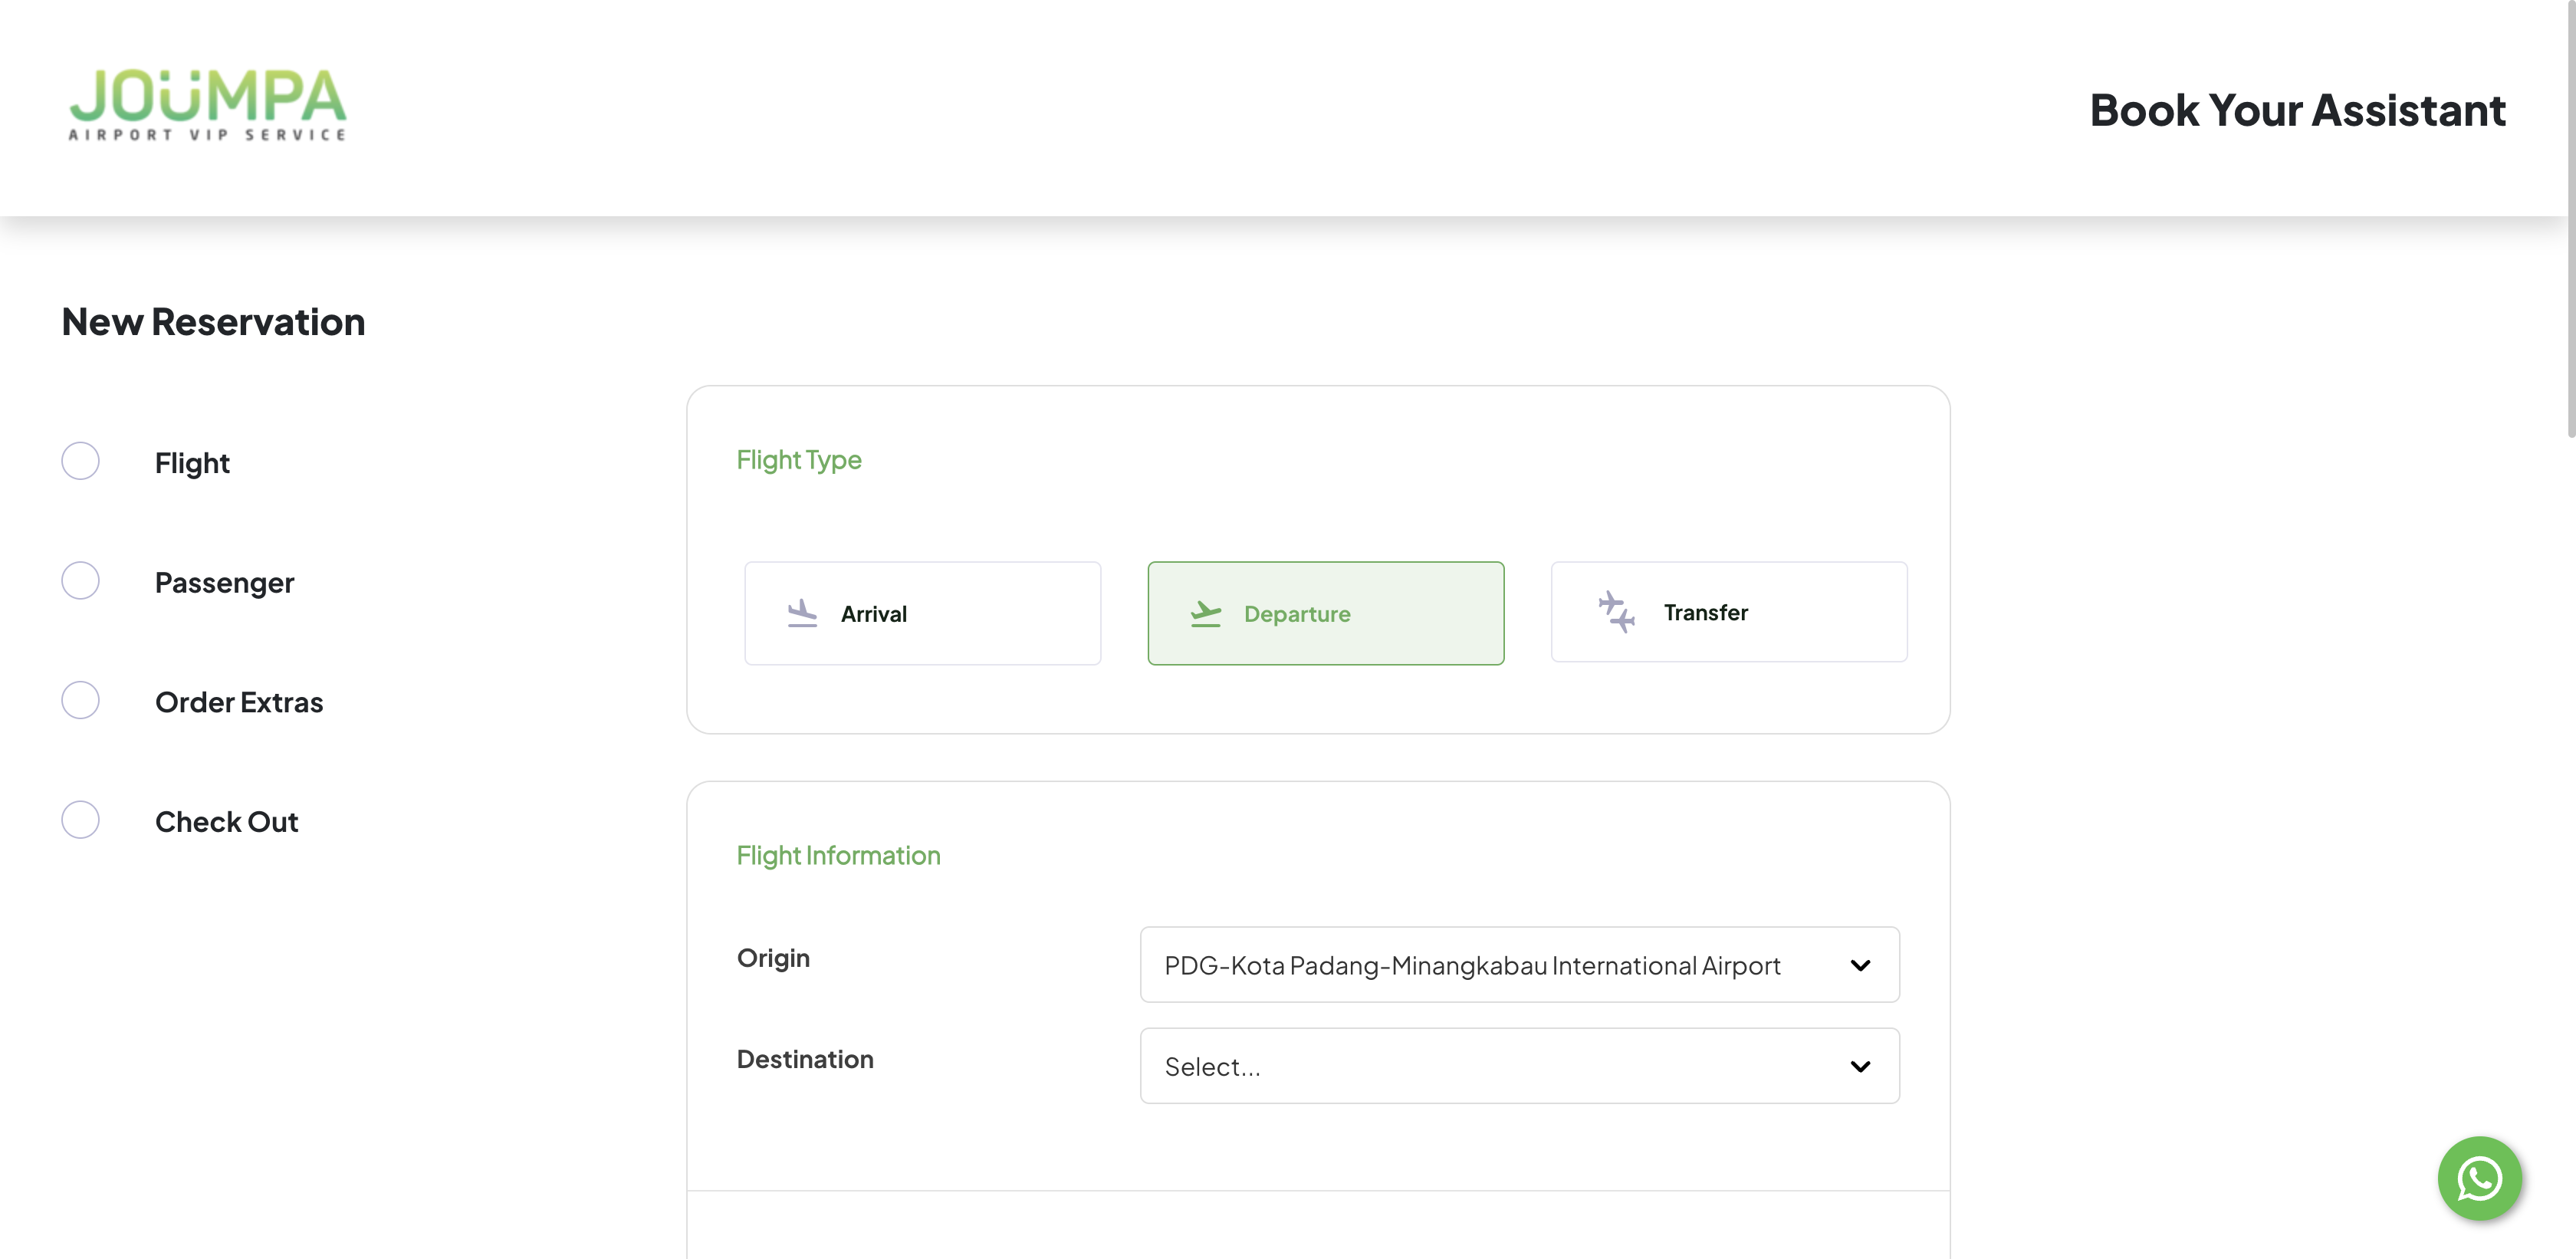 JOÜMPA
AIRPORT VIP SERVICE
Book Your Assistant
New Reservation
Flight
Passenger
Order Extras
Check Out
Flight Type
Arrival
Departure
Transfer
Flight Information
Origin
PDG-Kota Padang-Minangkabau International Airport
Destination
Select...